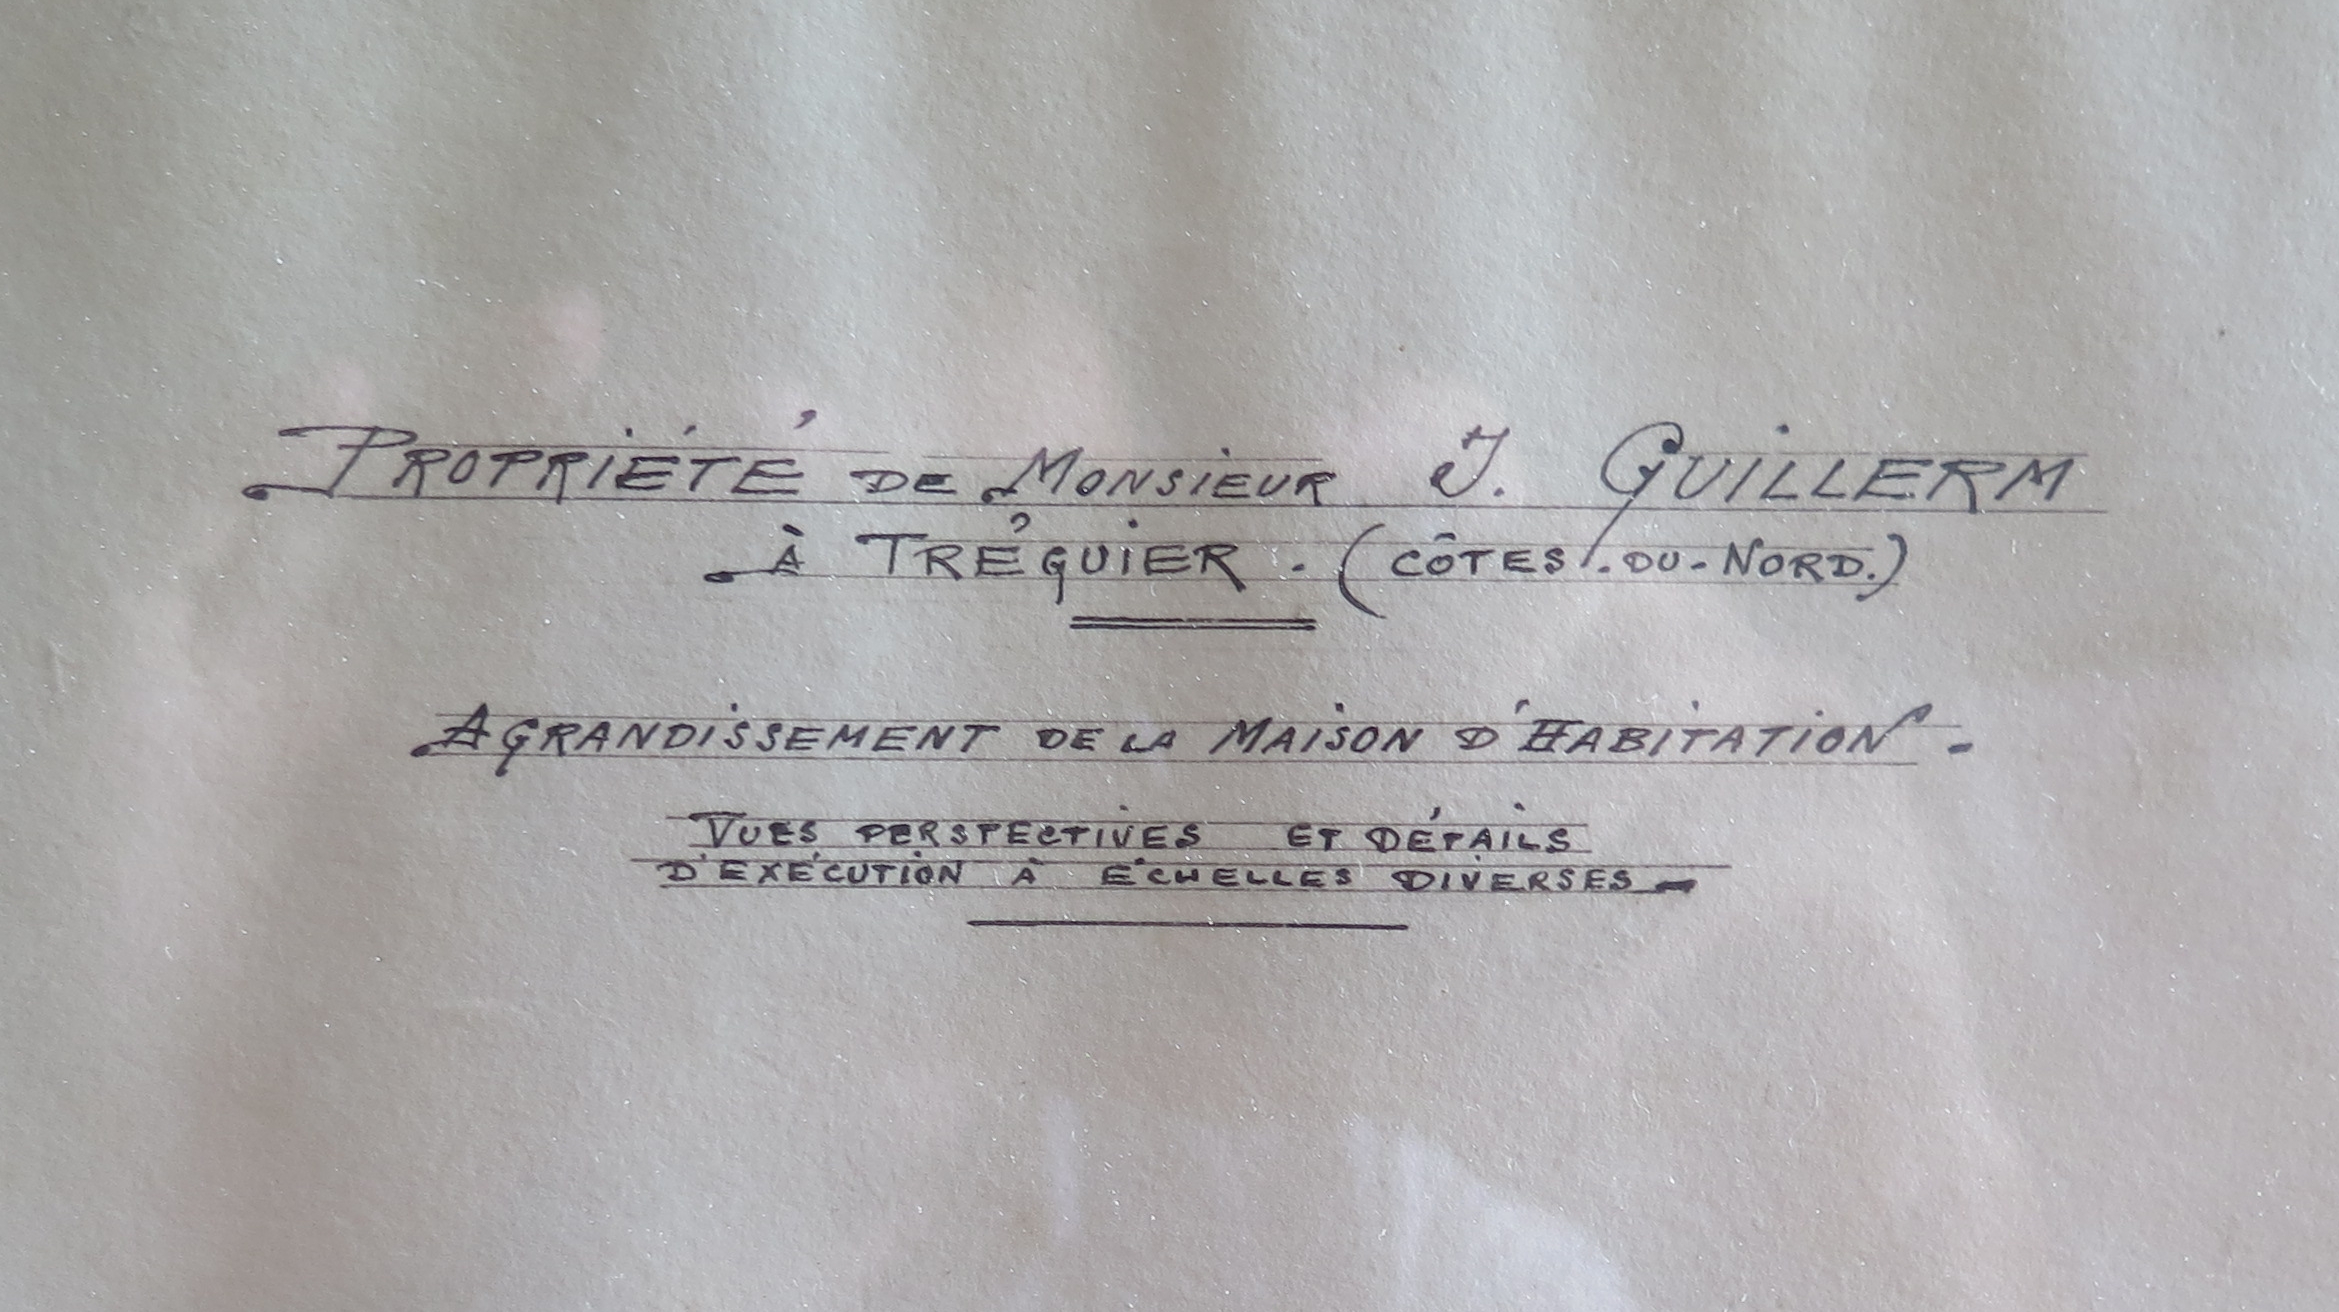 PROPRIÉTÉ DE MONSIEUR J. GUILLERM
À TRÉGUIER. (CÔTES.DU-NORD.)
AGRANDISSEMENT DE LA MAISON D'HABITATION.
VUES PERSPECTIVES ET DÉTAILS
D'EXÉCUTION À ÉCHELLES DIVERSES-